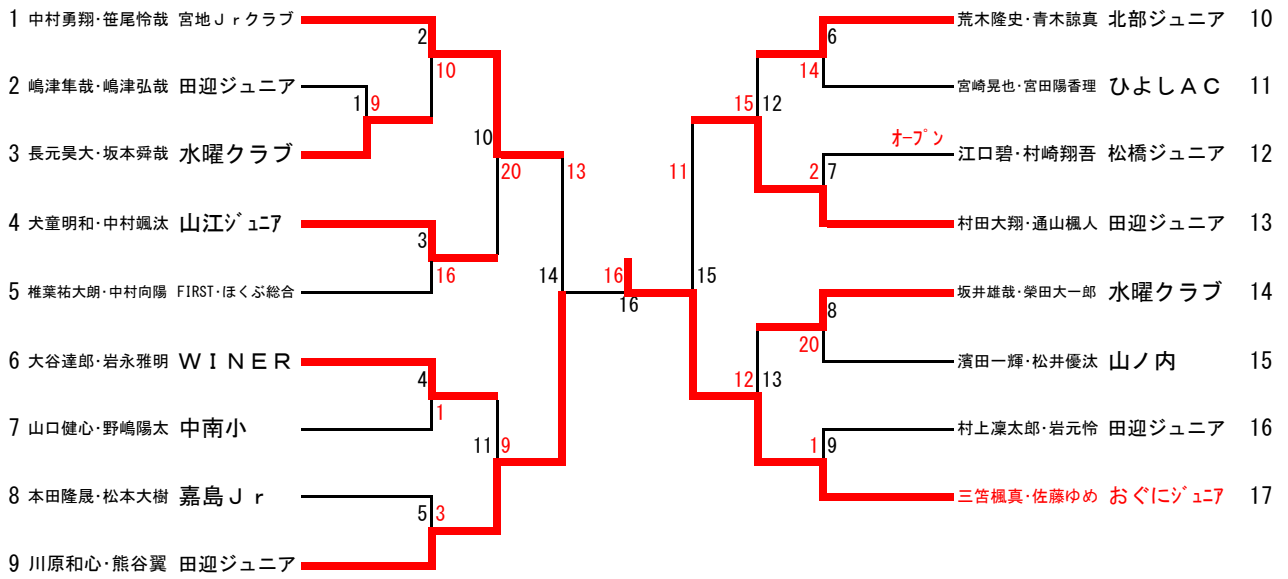 1 中村勇翔・笹尾怜哉 宮地Ｊｒクラブ
2
10
2 嶋津隼哉・嶋津弘哉 田迎ジュニア
1 9
3 長元昊大・坂本舜哉 水曜クラブ
10
20
13
4 犬童明和・中村颯汰 山江ｼﾞｭﾆｱ
3
16
5 椎葉祐大朗・中村向陽 FIRST・ほくぶ総合
14
16
16
6 大谷達郎・岩永雅明 ＷＩＮＥＲ
4
1
7 山口健心・野嶋陽太 中南小
11 9
8 本田隆晟・松本大樹 嘉島Ｊｒ
5 3
9 川原和心・熊谷翼 田迎ジュニア
荒木隆史・青木諒真 北部ジュニア 10
6
14
宮崎晃也・宮田陽香理 ひよしＡＣ 11
15 12
ｵｰﾌﾟﾝ
江口碧・村崎翔吾 松橋ジュニア 12
2 7
11
村田大翔・通山楓人 田迎ジュニア 13
15
坂井雄哉・榮田大一郎 水曜クラブ 14
8
20
濱田一輝・松井優汰 山ノ内 15
12 13
村上凜太郎・岩元怜 田迎ジュニア 16
1 9
三笘楓真・佐藤ゆめ おぐにｼﾞｭﾆｱ 17